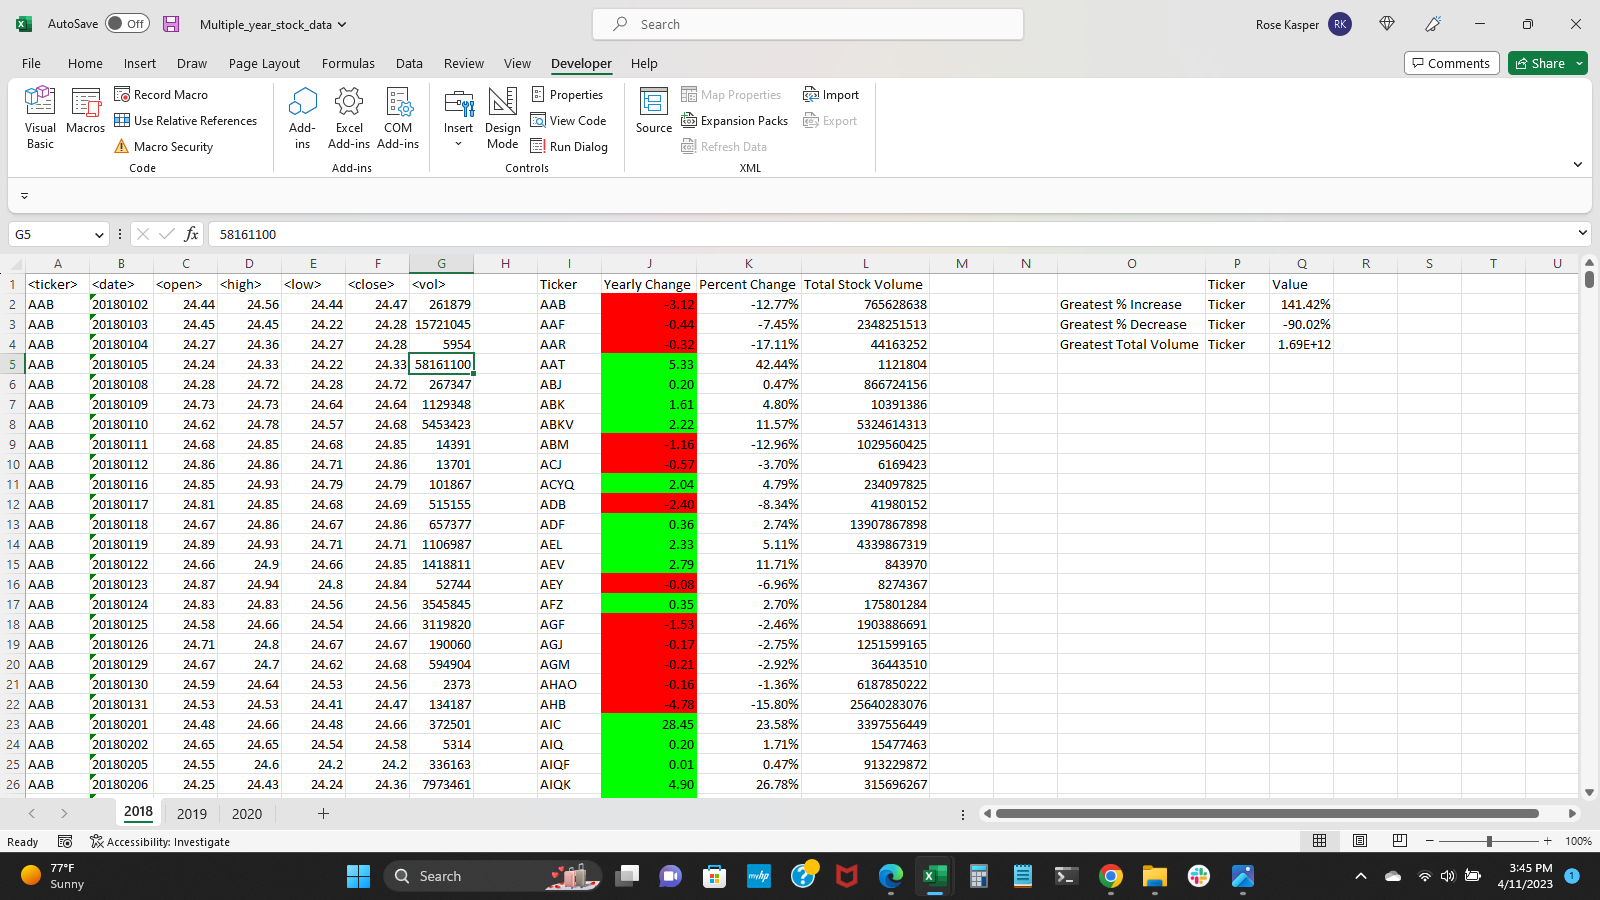 AutoSave Off Multiple_year_stock_data Search Rose Kasper RK
File Home Insert Draw Page Layout Formulas Data Review View Developer Help Comments Share
Visual Basic
Macros
Record Macro
Use Relative References
Macro Security
Code
Add-ins
Excel Add-ins
COM Add-ins
Add-ins
Insert
Design Mode
Properties
View Code
Run Dialog
Controls
Source
Map Properties
Expansion Packs
Refresh Data
Import
Export
XML
G5 fx 58161100
A B C D E F G H I J K L M N O P Q R S T U
1 <ticker> <date> <open> <high> <low> <close> <vol> Ticker Yearly Change Percent Change Total Stock Volume Ticker Value
2 AAB 20180102 24.44 24.56 24.44 24.47 261879 AAB -3.12 -12.77% 765628638 Greatest % Increase Ticker 141.42%
3 AAB 20180103 24.45 24.45 24.22 24.28 15721045 AAF -0.44 -7.45% 2348251513 Greatest % Decrease Ticker -90.02%
4 AAB 20180104 24.27 24.36 24.27 24.28 5954 AAR -0.32 -17.11% 44163252 Greatest Total Volume Ticker 1.69E+12
5 AAB 20180105 24.24 24.33 24.22 24.33 58161100 AAT 5.33 42.44% 1121804
6 AAB 20180108 24.28 24.72 24.28 24.72 267347 ABJ 0.20 0.47% 866724156
7 AAB 20180109 24.73 24.73 24.64 24.64 1129348 ABK 1.61 4.80% 10391386
8 AAB 20180110 24.62 24.78 24.57 24.68 5453423 ABKV 2.22 11.57% 5324614313
9 AAB 20180111 24.68 24.85 24.68 24.85 14391 ABM -1.16 -12.96% 1029560425
10 AAB 20180112 24.86 24.86 24.71 24.86 13701 ACJ -0.57 -3.70% 6169423
11 AAB 20180116 24.85 24.93 24.79 24.79 101867 ACYQ 2.04 4.79% 234097825
12 AAB 20180117 24.81 24.85 24.68 24.69 515155 ADB -2.40 -8.34% 41980152
13 AAB 20180118 24.67 24.86 24.67 24.86 657377 ADF 0.36 2.74% 13907867898
14 AAB 20180119 24.89 24.93 24.71 24.71 1106987 AEL 2.33 5.11% 4339867319
15 AAB 20180122 24.66 24.9 24.66 24.85 1418811 AEV 2.79 11.71% 843970
16 AAB 20180123 24.87 24.94 24.8 24.84 52744 AEY -0.08 -6.96% 8274367
17 AAB 20180124 24.83 24.83 24.56 24.56 3545845 AFZ 0.35 2.70% 175801284
18 AAB 20180125 24.58 24.66 24.54 24.66 3119820 AGF -1.53 -2.46% 1903886691
19 AAB 20180126 24.71 24.8 24.67 24.67 190060 AGJ -0.17 -2.75% 1251599165
20 AAB 20180129 24.67 24.7 24.62 24.68 594904 AGM -0.21 -2.92% 36443510
21 AAB 20180130 24.59 24.64 24.53 24.56 2373 AHAO -0.16 -1.36% 6187850222
22 AAB 20180131 24.53 24.53 24.41 24.47 134187 AHB -4.78 -15.80% 25640283076
23 AAB 20180201 24.48 24.66 24.48 24.66 372501 AIC 28.45 23.58% 3397556449
24 AAB 20180202 24.65 24.65 24.54 24.58 5314 AIQ 0.20 1.71% 15477463
25 AAB 20180205 24.55 24.6 24.2 24.2 336163 AIQF 0.01 0.47% 913229872
26 AAB 20180206 24.25 24.43 24.24 24.36 7973461 AIQK 4.90 26.78% 315696267
2018 2019 2020
Ready Accessibility: Investigate 100%
77°F
Sunny
Search
myhp
3:45 PM
4/11/2023
1